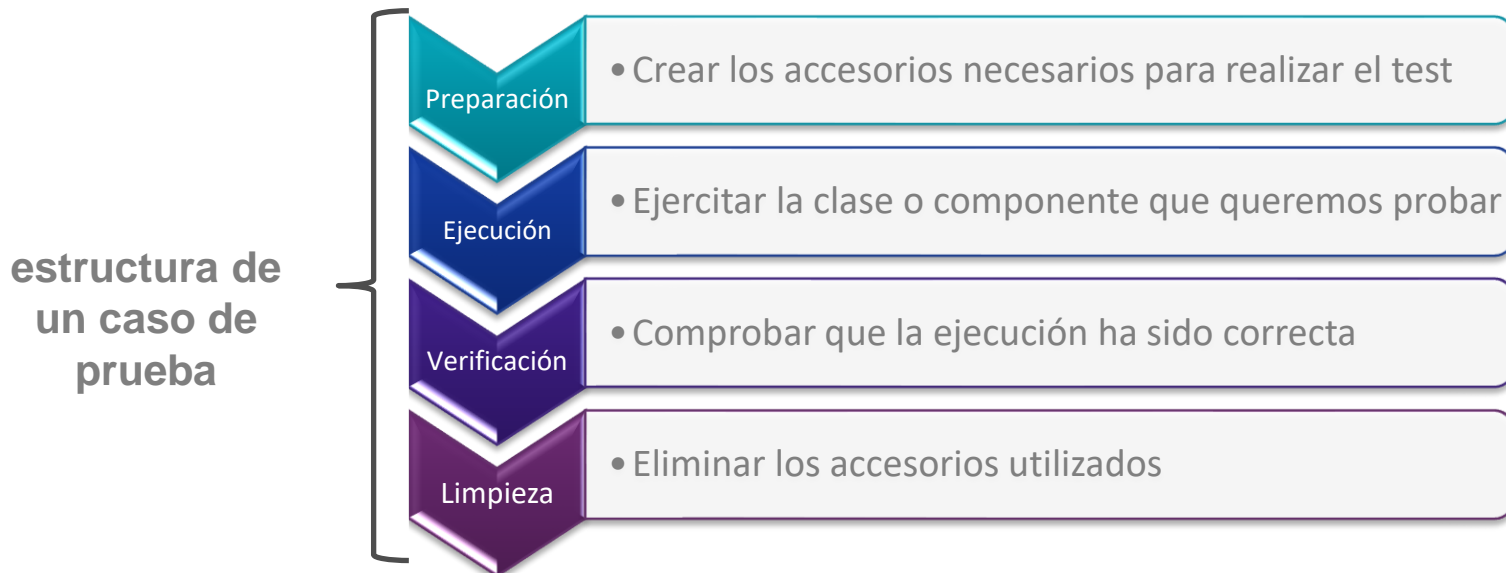 estructura de
un caso de
prueba
Preparación
• Crear los accesorios necesarios para realizar el test
Ejecución
• Ejercitar la clase o componente que queremos probar
Verificación
• Comprobar que la ejecución ha sido correcta
Limpieza
• Eliminar los accesorios utilizados